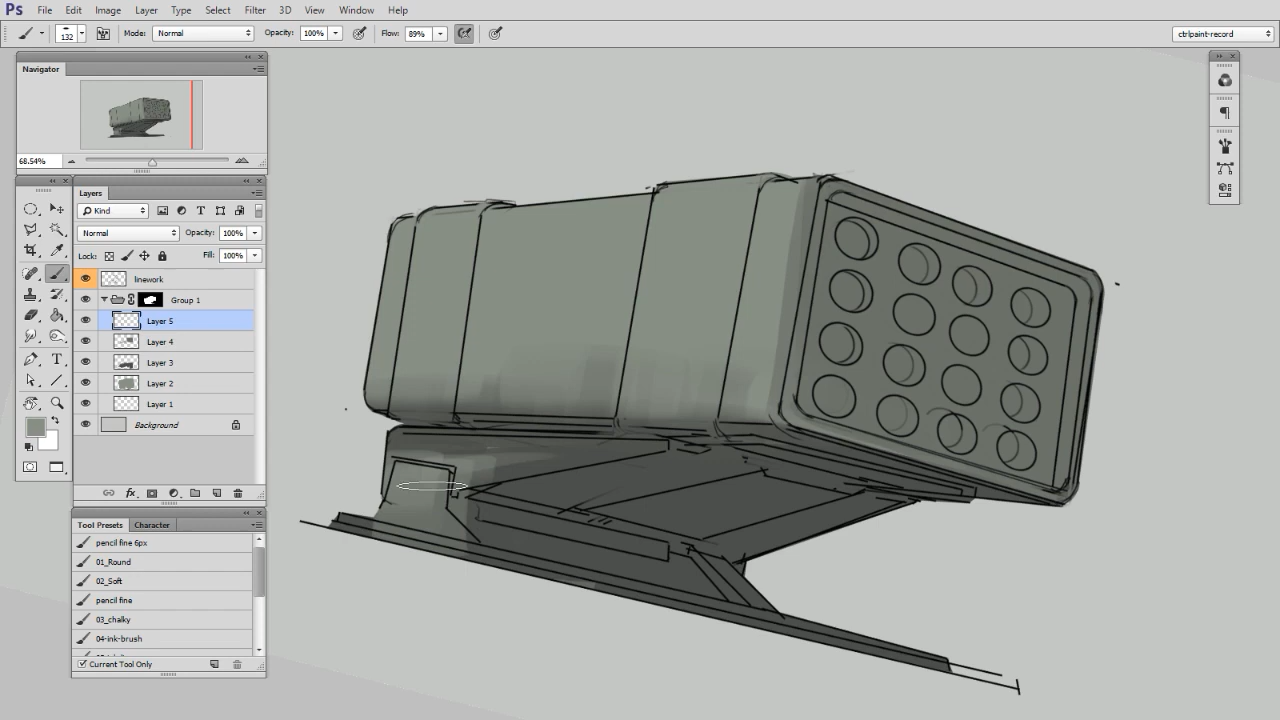 Ps File Edit Image Layer Type Select Filter 3D View Window Help
132 Mode: Normal Opacity: 100% Flow: 89% ctrlpaint-record
Navigator
68.54%
Layers
Kind
Normal Opacity: 100%
Lock: Fill: 100%
linework
Group 1
Layer 5
Layer 4
Layer 3
Layer 2
Layer 1
Background
Tool Presets Character
pencil fine 6px
01_Round
02_Soft
pencil fine
03_chalky
04-ink-brush
Current Tool Only